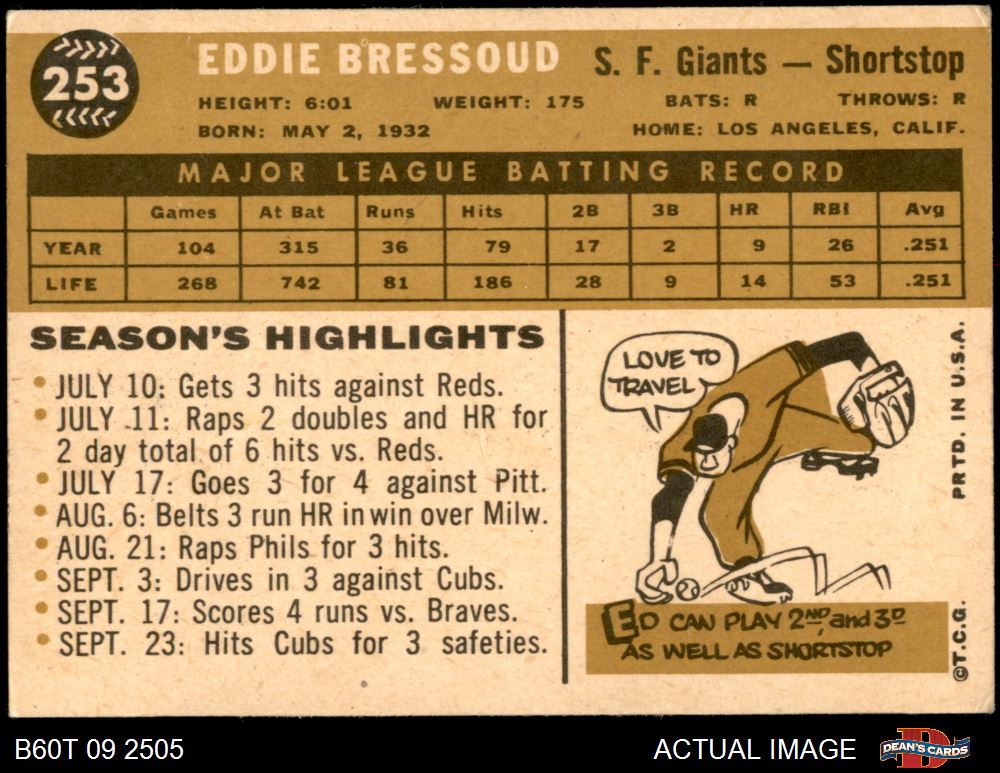 253
EDDIE BRESSOUD S. F. Giants — Shortstop
HEIGHT: 6:01 WEIGHT: 175 BATS: R THROWS: R
BORN: MAY 2, 1932 HOME: LOS ANGELES, CALIF.
MAJOR LEAGUE BATTING RECORD
Games At Bat Runs Hits 2B 3B HR RBI Avg
YEAR 104 315 36 79 17 2 9 26 .251
LIFE 268 742 81 186 28 9 14 53 .251
SEASON'S HIGHLIGHTS
• JULY 10: Gets 3 hits against Reds.
• JULY 11: Raps 2 doubles and HR for
2 day total of 6 hits vs. Reds.
• JULY 17: Goes 3 for 4 against Pitt.
• AUG. 6: Belts 3 run HR in win over Milw.
• AUG. 21: Raps Phils for 3 hits.
• SEPT. 3: Drives in 3 against Cubs.
• SEPT. 17: Scores 4 runs vs. Braves.
• SEPT. 23: Hits Cubs for 3 safeties.
LOVE TO
TRAVEL
ED CAN PLAY 2ND, and 3D
AS WELL AS SHORTSTOP
PRTD. IN U.S.A.
©T.C.G.
B60T 09 2505 ACTUAL IMAGE DEAN'S CARDS